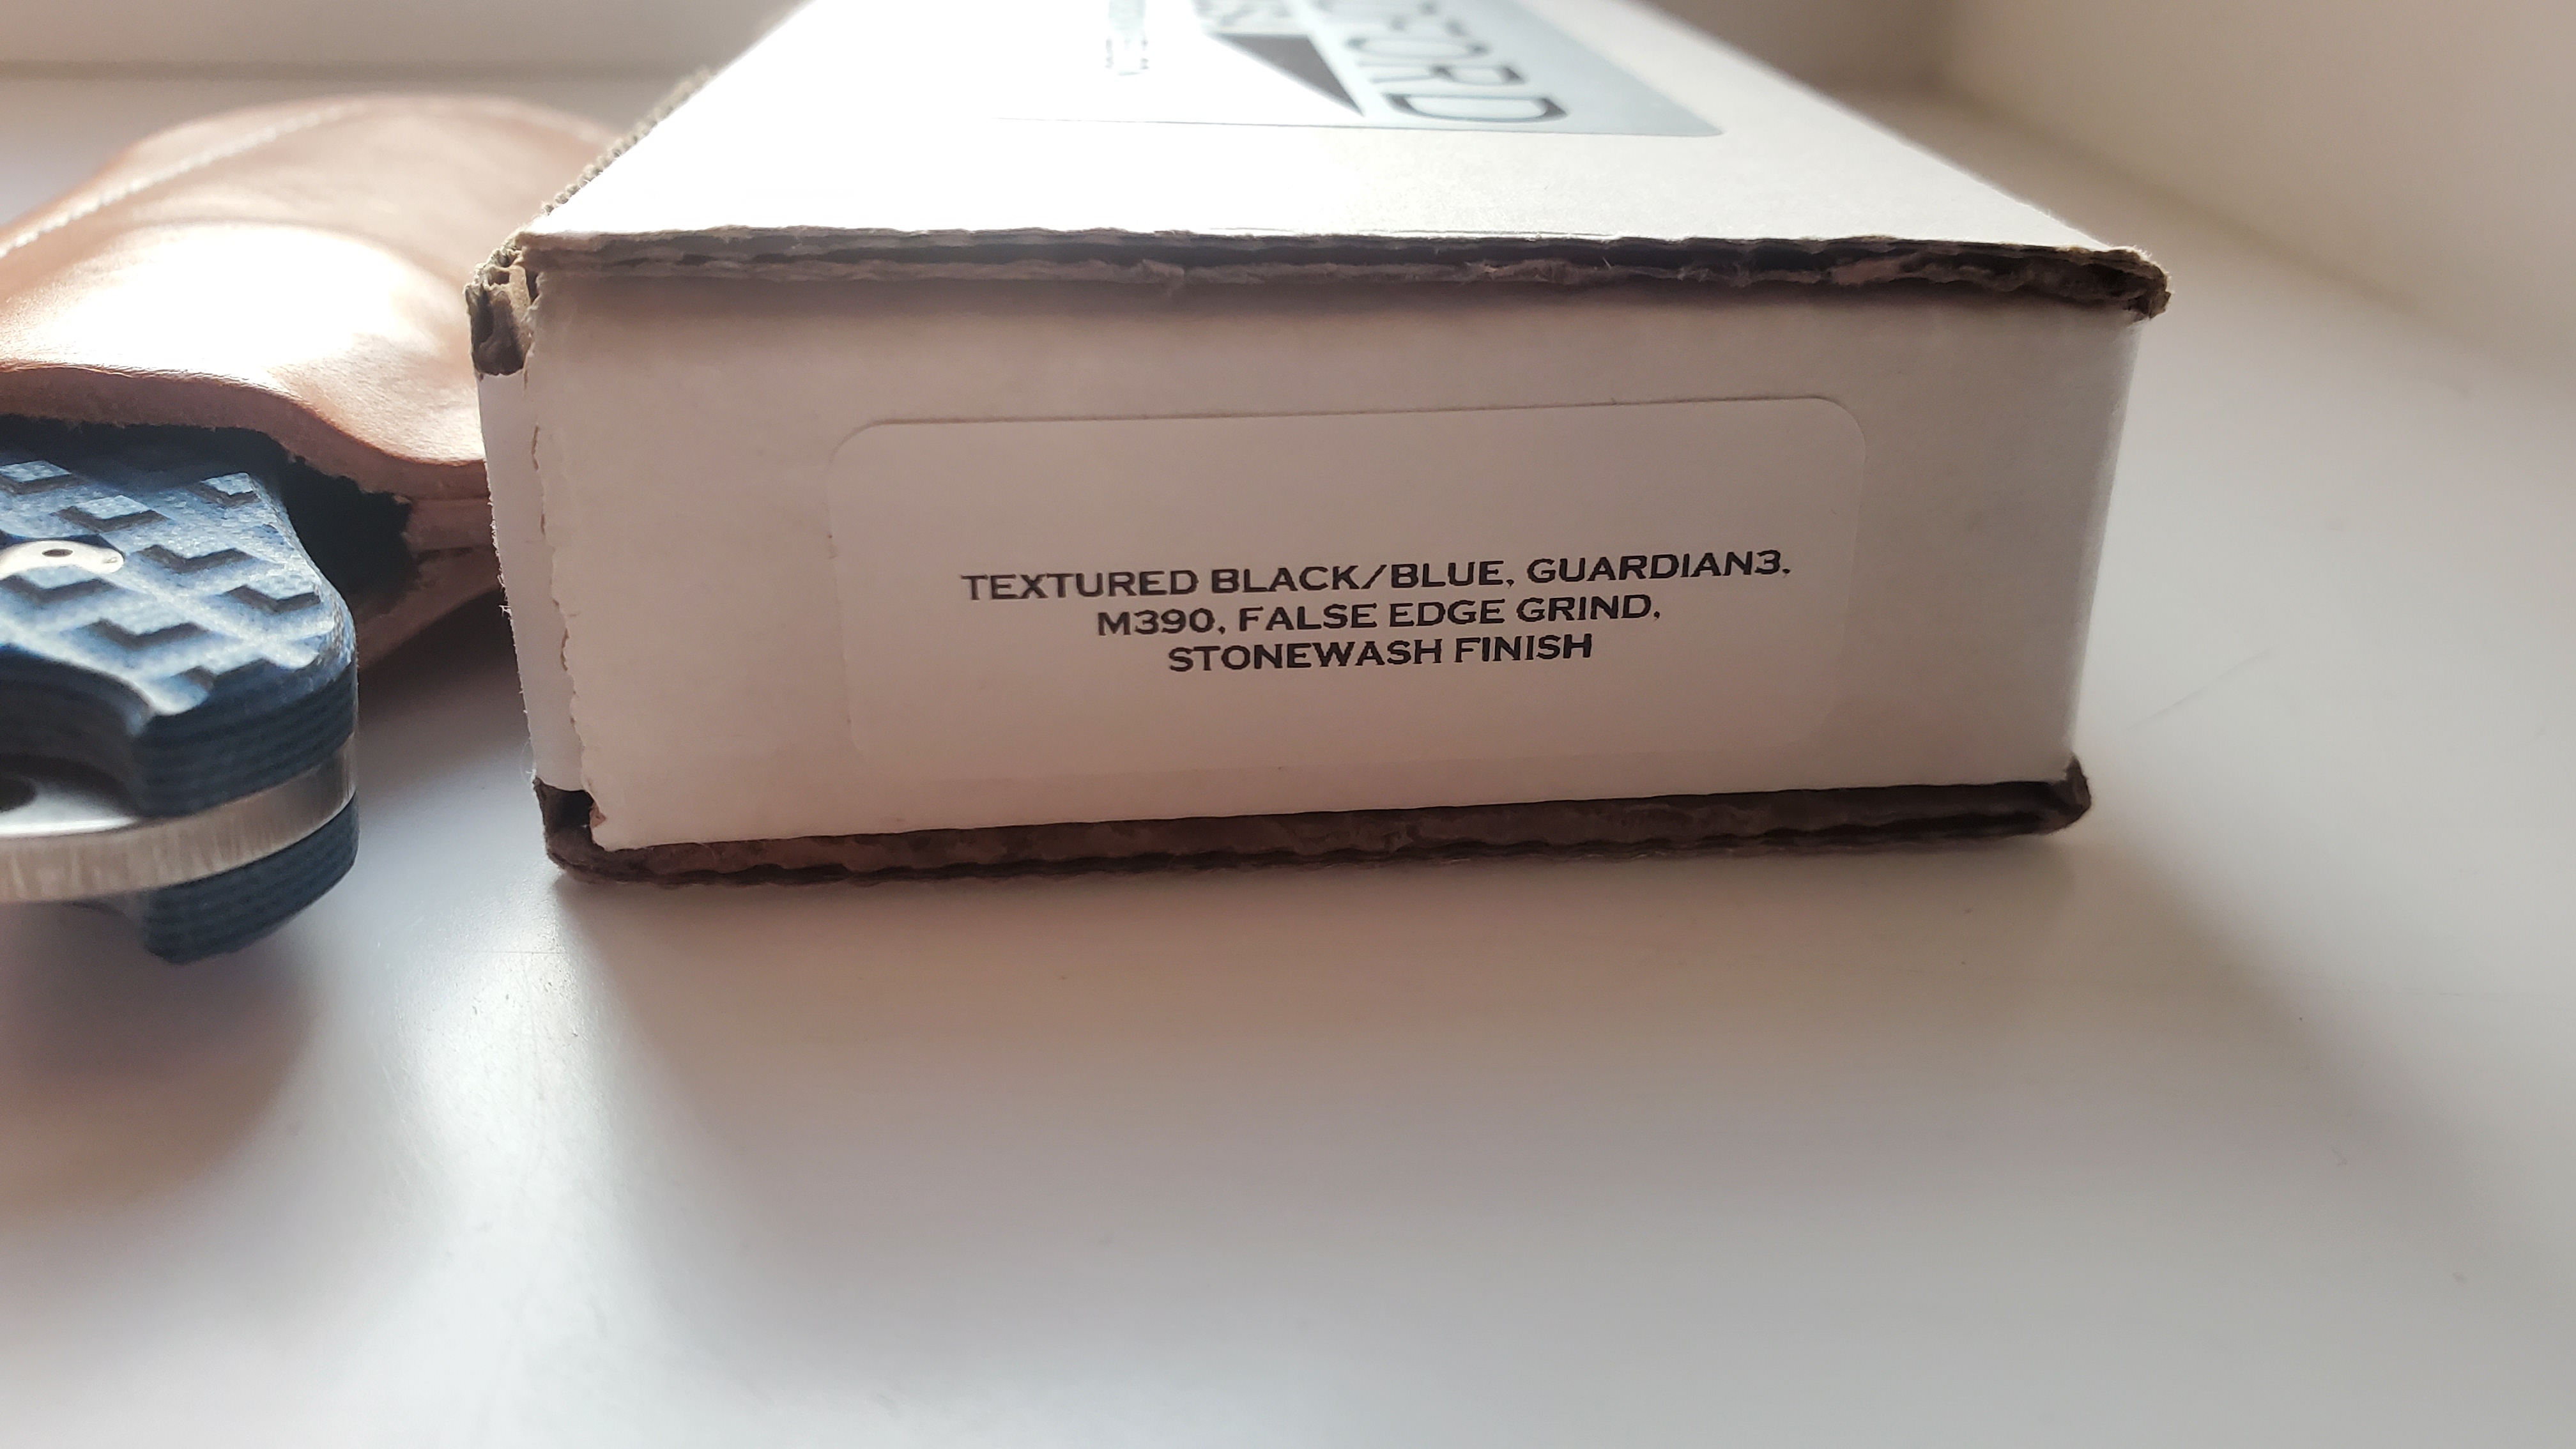 TEXTURED BLACK/BLUE, GUARDIAN3,
M390, FALSE EDGE GRIND,
STONEWASH FINISH